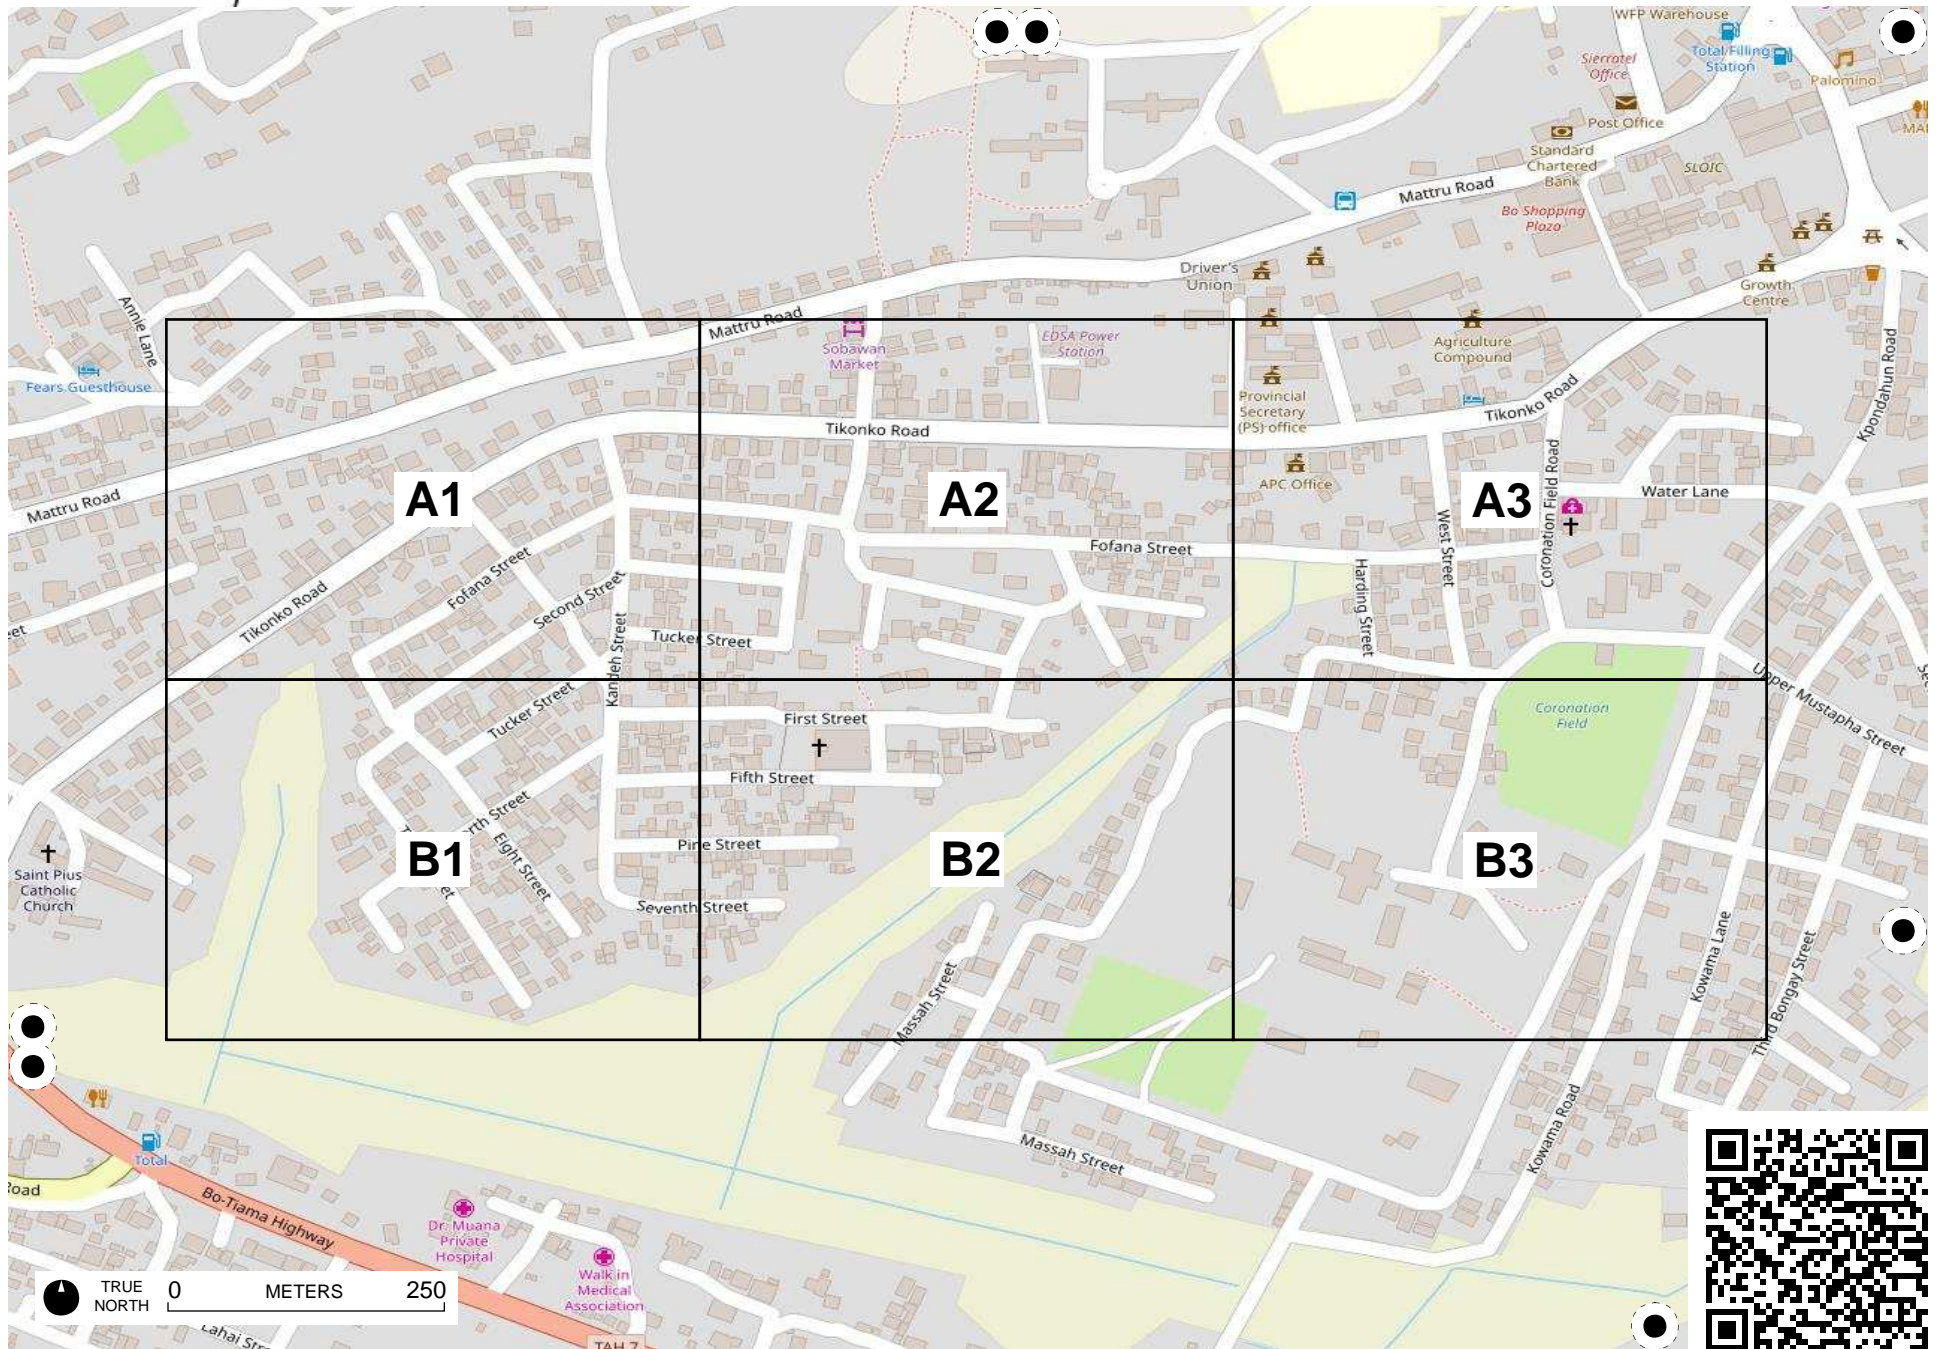 WFP Warehouse
Total Filling
Station
Sierratel
Office
Palomino
Post Office
Standard
Chartered
Bank
SLOIC
Mattru Road
Bo Shopping
Plaza
Driver's
Union
Growth
Centre
Annie Lane
Mattru Road
Sobawan
Market
EDSA Power
Station
Agriculture
Compound
Kpondahun Road
Fears Guesthouse
Provincial
Secretary
(PS) office
Tikonko Road
Tikonko Road
APC Office
Mattru Road
A1
A2
A3
Water Lane
Coronation Field Road
West Street
Fofana Street
Harding Street
Fofana Street
Second Street
Tikonko Road
Tucker Street
Kandeh Street
Upper Mustapha Street
Tucker Street
First Street
Coronation
Field
Fifth Street
Pine Street
Eight Street
B1
B2
B3
Saint Pius
Catholic
Church
Seventh Street
Massah Street
Kowama Lane
Third Bongay Street
Massah Street
Kowama Road
Total
Road
Bo-Tiama Highway
Dr. Muana
Private
Hospital
Walk in
Medical
Association
TRUE
NORTH
0 METERS 250
TAH 7